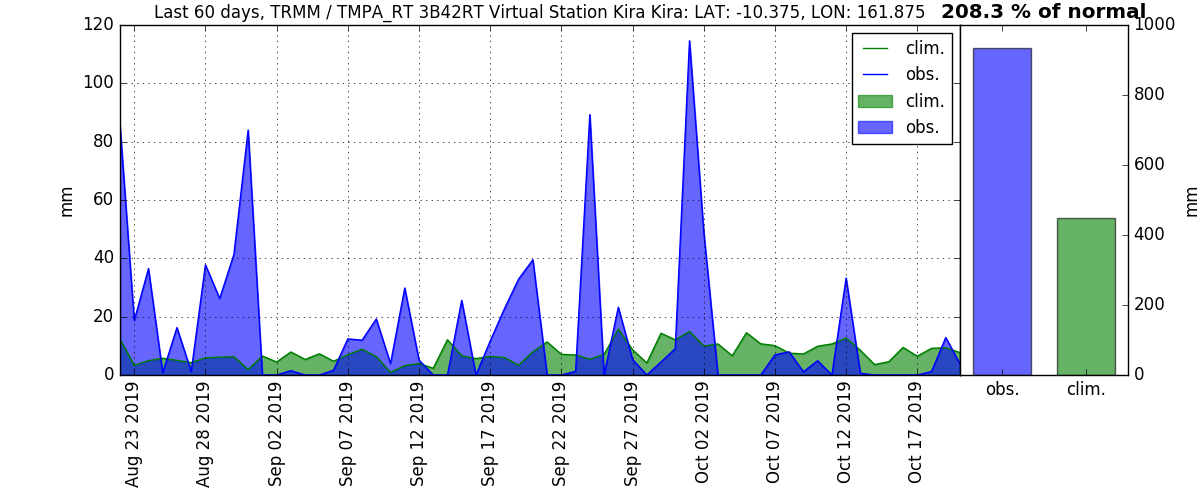 Last 60 days, TRMM / TMPA_RT 3B42RT Virtual Station Kira Kira: LAT: -10.375, LON: 161.875 208.3 % of normal
120
100
80
60
40
20
0
mm
clim.
obs.
clim.
obs.
Aug 23 2019
Aug 28 2019
Sep 02 2019
Sep 07 2019
Sep 12 2019
Sep 17 2019
Sep 22 2019
Sep 27 2019
Oct 02 2019
Oct 07 2019
Oct 12 2019
Oct 17 2019
1000
800
600
400
200
0
mm
obs.
clim.